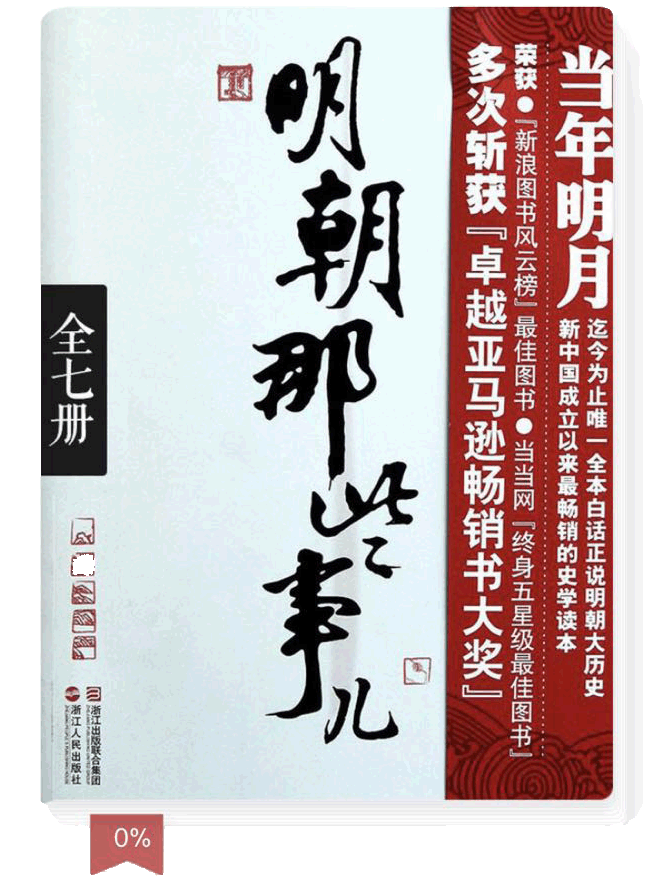 当年明月
迄今为止唯一全本白话正说明朝大历史
新中国成立以来最畅销的史学读本
荣获●『新浪图书风云榜』最佳图书●当当网『终身五星级最佳图书』
多次斩获『卓越亚马逊畅销书大奖』
明朝那些事儿
全七册
浙江出版联合集团
浙江人民出版社
0%